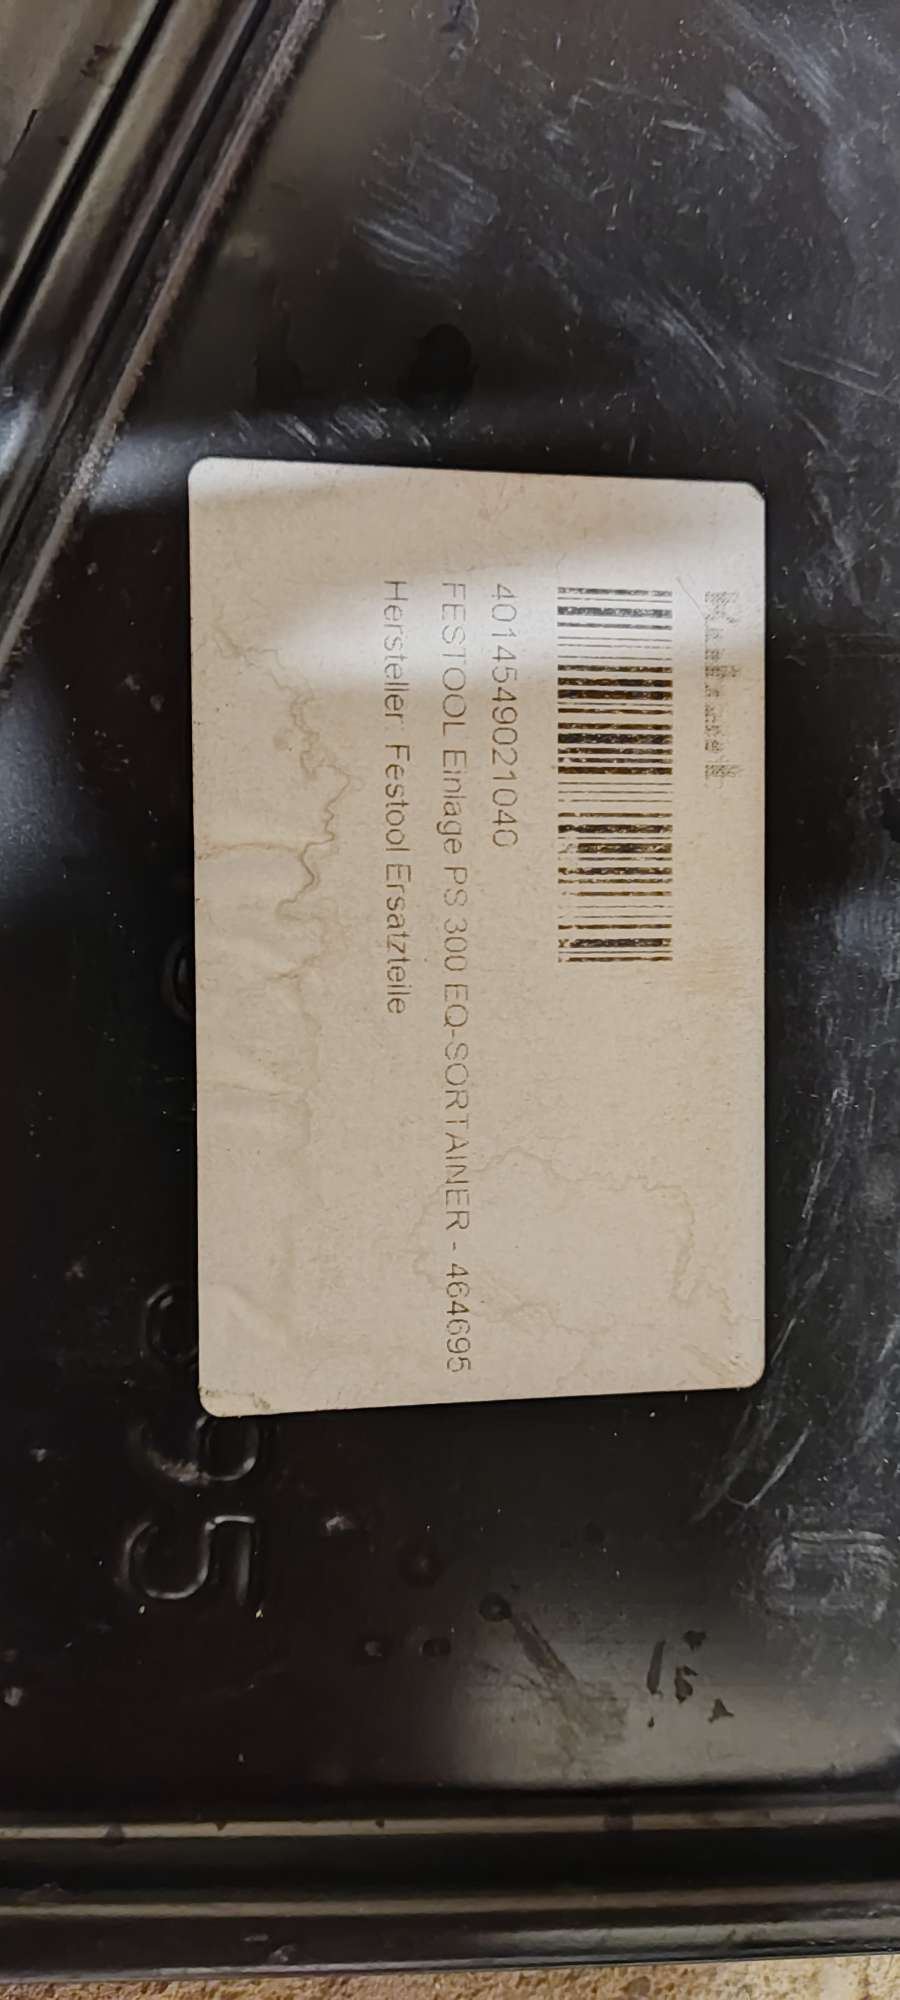 4014549021040
FESTOOL Einlage PS 300 EQ-SORTAINER - 464695
Hersteller: Festool Ersatzteile